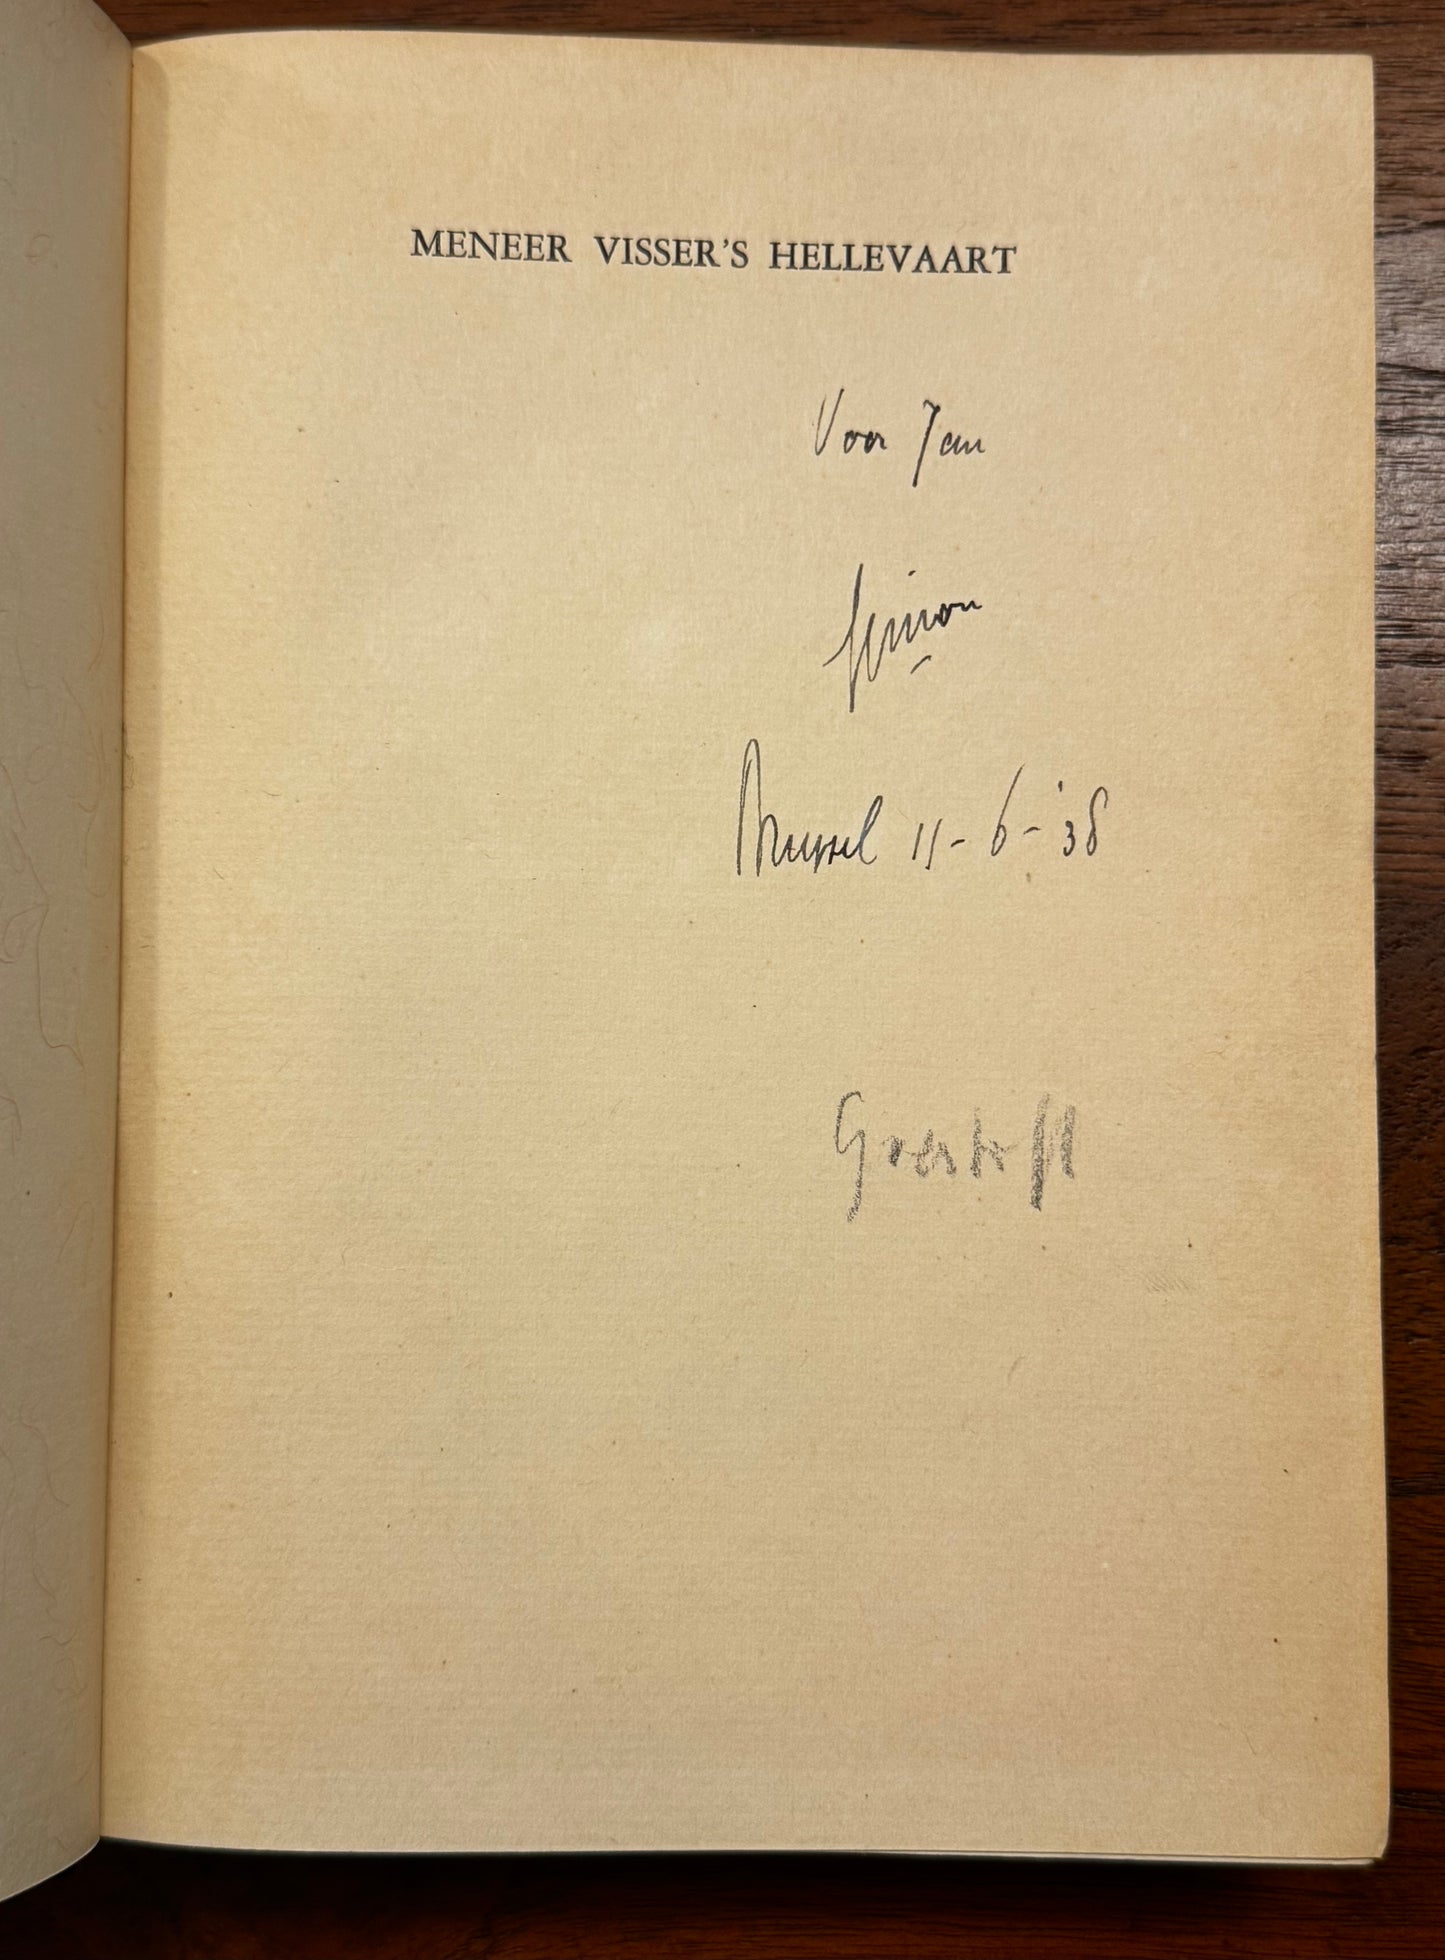 MENEER VISSER'S HELLEVAART
Voor Jan
Simon
Brussel 11-6-'38